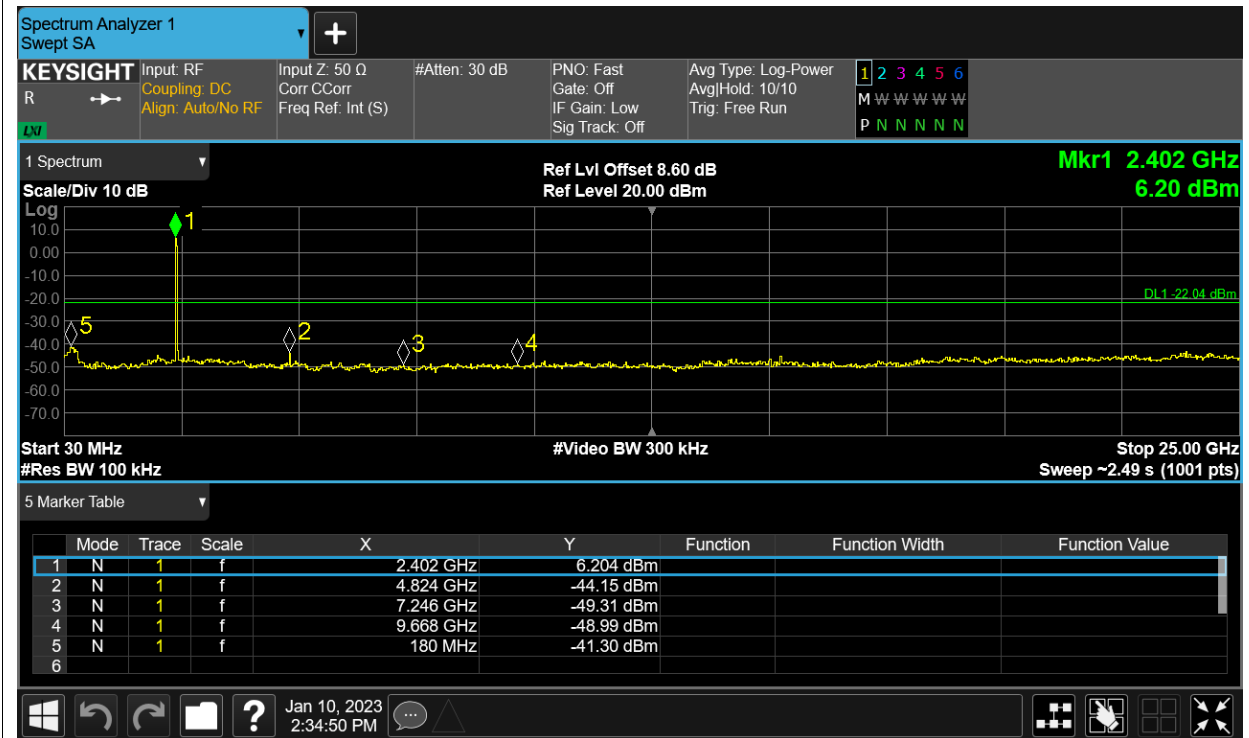 Spectrum Analyzer 1
Swept SA
+
KEYSIGHT Input: RF Input Z: 50 Ω #Atten: 30 dB PNO: Fast Avg Type: Log-Power 1 2 3 4 5 6
R Coupling: DC Corr CCorr Gate: Off Avg|Hold: 10/10 M W W W W W
Align: Auto/No RF Freq Ref: Int (S) IF Gain: Low Trig: Free Run
LXI Sig Track: Off P N N N N N N
1 Spectrum Ref Lvl Offset 8.60 dB Mkr1 2.402 GHz
Scale/Div 10 dB Ref Level 20.00 dBm 6.20 dBm
Log
1
10.0
0.00
-10.0
-20.0 DL1 -22.04 dBm
-30.0
5 2 3 4
-40.0
-50.0
-60.0
-70.0
Start 30 MHz #Video BW 300 kHz Stop 25.00 GHz
#Res BW 100 kHz Sweep ~2.49 s (1001 pts)
5 Marker Table
Mode Trace Scale X Y Function Function Width Function Value
1 N 1 f 2.402 GHz 6.204 dBm
2 N 1 f 4.824 GHz -44.15 dBm
3 N 1 f 7.246 GHz -49.31 dBm
4 N 1 f 9.668 GHz -48.99 dBm
5 N 1 f 180 MHz -41.30 dBm
6
? Jan 10, 2023
2:34:50 PM